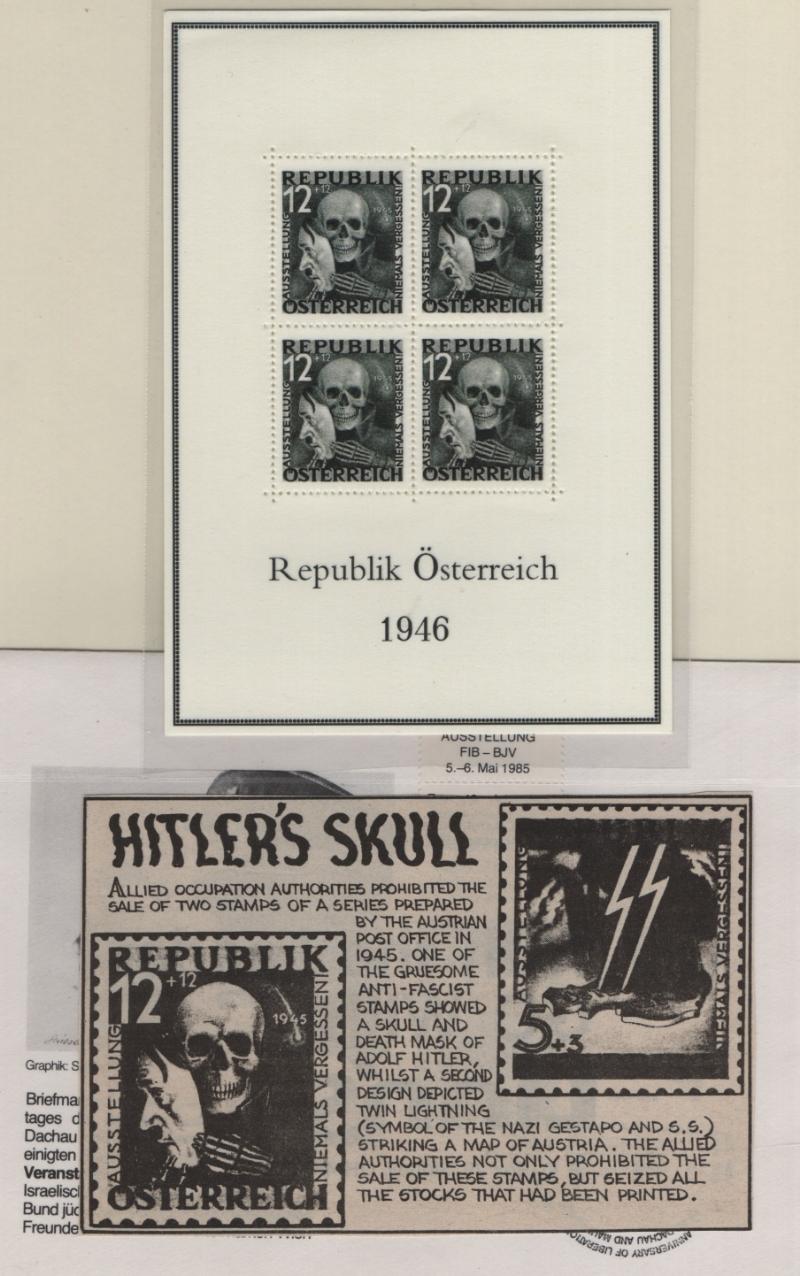 REPUBLIK
12+12
1945
AUSSTELLUNG
NIEMALS VERGESSEN!
ÖSTERREICH
REPUBLIK
12+12
1945
AUSSTELLUNG
NIEMALS VERGESSEN!
ÖSTERREICH
REPUBLIK
12+12
1945
AUSSTELLUNG
NIEMALS VERGESSEN!
ÖSTERREICH
REPUBLIK
12+12
1945
AUSSTELLUNG
NIEMALS VERGESSEN!
ÖSTERREICH
Republik Österreich
1946
AUSSTELLUNG
FIB – BJV
5.–6. Mai 1985
HITLER'S SKULL
ALLIED OCCUPATION AUTHORITIES PROHIBITED THE
SALE OF TWO STAMPS OF A SERIES PREPARED
BY THE AUSTRIAN
POST OFFICE IN
1945. ONE OF
THE GRUESOME
ANTI-FASCIST
STAMPS SHOWED
A SKULL AND
DEATH MASK OF
ADOLF HITLER,
WHILST A SECOND
DESIGN DEPICTED
TWIN LIGHTNING
(SYMBOL OF THE NAZI GESTAPO AND S.S.)
STRIKING A MAP OF AUSTRIA. THE ALLIED
AUTHORITIES NOT ONLY PROHIBITED THE
SALE OF THESE STAMPS, BUT SEIZED ALL
THE STOCKS THAT HAD BEEN PRINTED.
REPUBLIK
12+12
1945
AUSSTELLUNG
NIEMALS VERGESSEN!
ÖSTERREICH
AUSSTELLUNG
NIEMALS VERGESSEN!
5+3
Graphik: S
Briefma
tages d
Dachau
einigten
Veranst
Israelisc
Bund jüd
Freunde
ANNIVERSARY OF LIBERATIO
DACHAU AND MAU